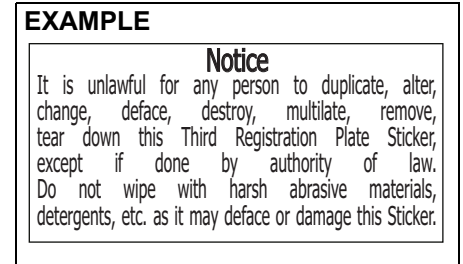 EXAMPLE
Notice
It is unlawful for any person to duplicate, alter,
change, deface, destroy, multilate, remove,
tear down this Third Registration Plate Sticker,
except if done by authority of law.
Do not wipe with harsh abrasive materials,
detergents, etc. as it may deface or damage this Sticker.